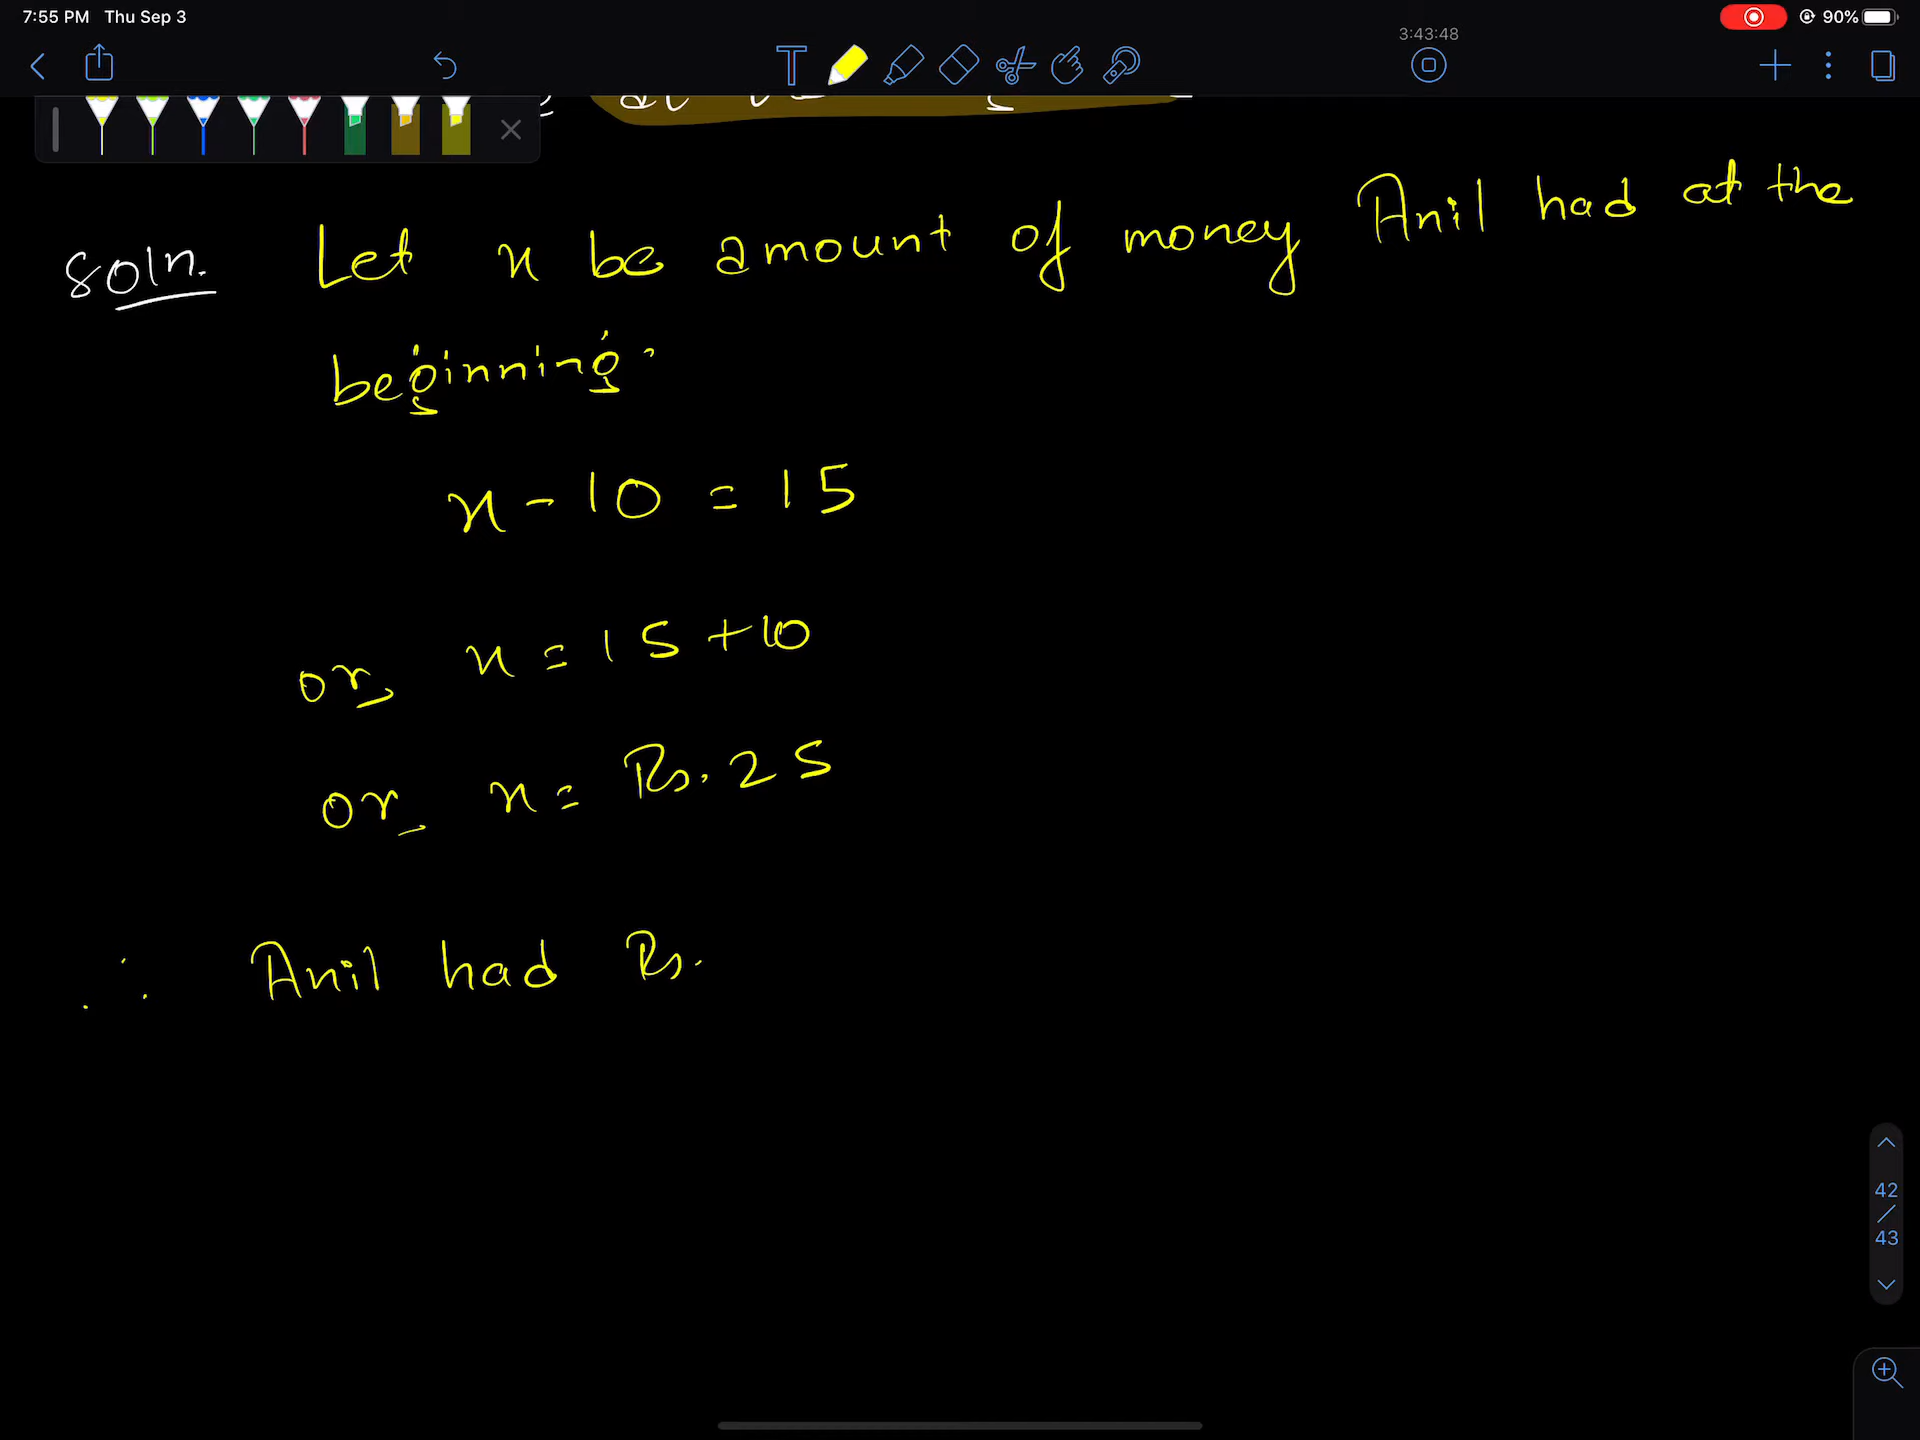 7:55 PM Thu Sep 3
90%
3:43:48
soln. Let x be amount of money Anil had at the
beginning.
x - 10 = 15
or, x = 15 + 10
or, x = Rs. 25
∴ Anil had Rs.
42
/
43